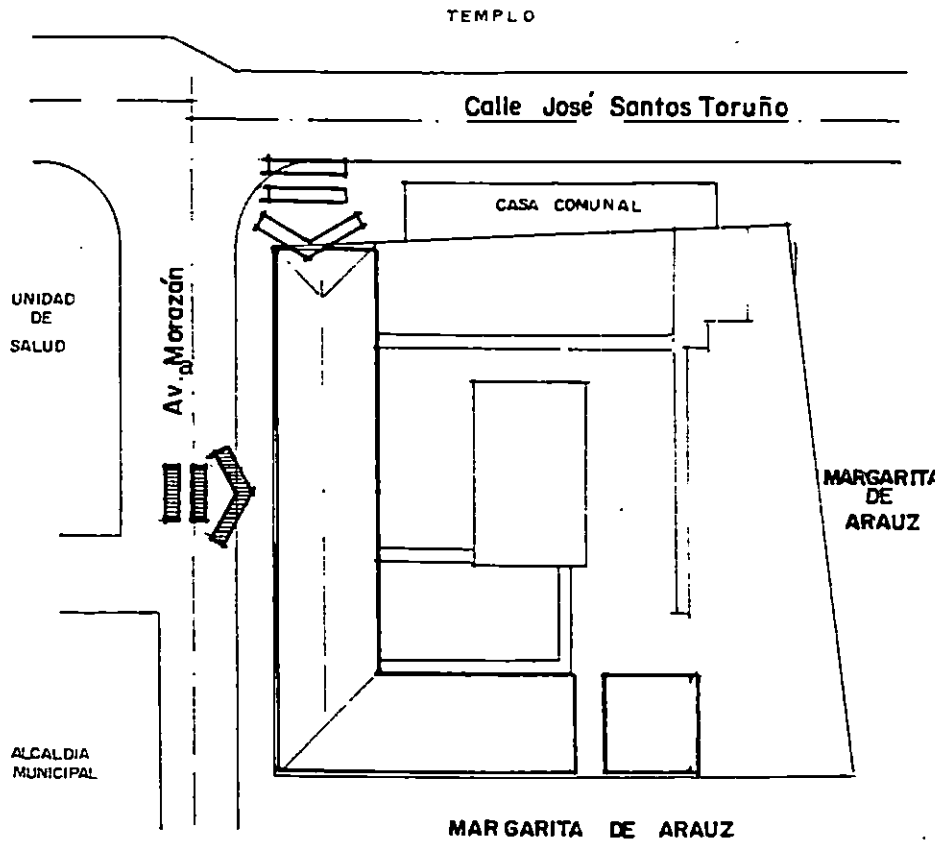 TEMPLO
Calle José Santos Toruño
CASA COMUNAL
UNIDAD
DE
SALUD
Av. Morazán
MARGARITA
DE
ARAUZ
ALCALDIA
MUNICIPAL
MARGARITA DE ARAUZ